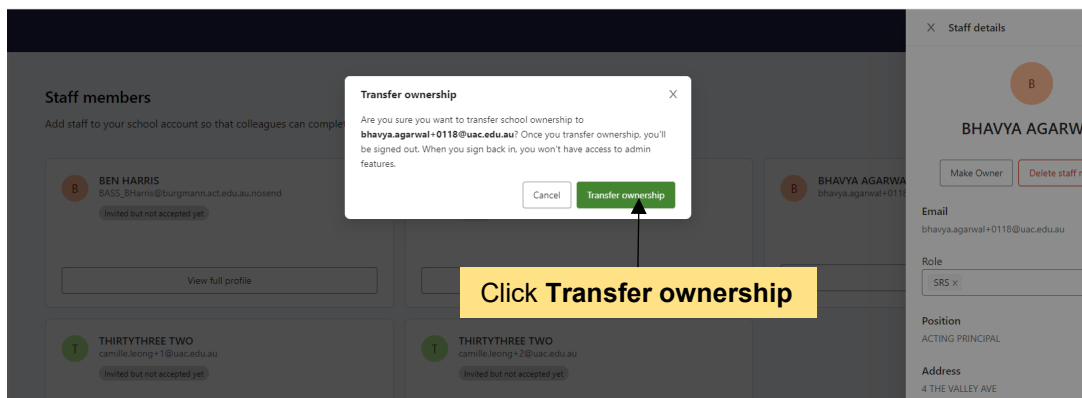 Staff details
B
BHAVYA AGARW
Make Owner
Delete staff r
Email
bhavya.agarwal+0118@uac.edu.au
Role
SRS ×
Position
ACTING PRINCIPAL
Address
4 THE VALLEY AVE
Staff members
Add staff to your school account so that colleagues can comple
Transfer ownership
Are you sure you want to transfer school ownership to
bhavya.agarwal+0118@uac.edu.au? Once you transfer ownership, you'll
be signed out. When you sign back in, you won't have access to admin
features.
Cancel
Transfer ownership
Click Transfer ownership
B
BEN HARRIS
BASS_BHarris@burgmann.act.edu.au.nosend
Invited but not accepted yet
View full profile
B
BHAVYA AGARWA
bhavya.agarwal+0118
T
THIRTYTHREE TWO
camille.leong+1@uac.edu.au
Invited but not accepted yet
T
THIRTYTHREE TWO
camille.leong+2@uac.edu.au
Invited but not accepted yet